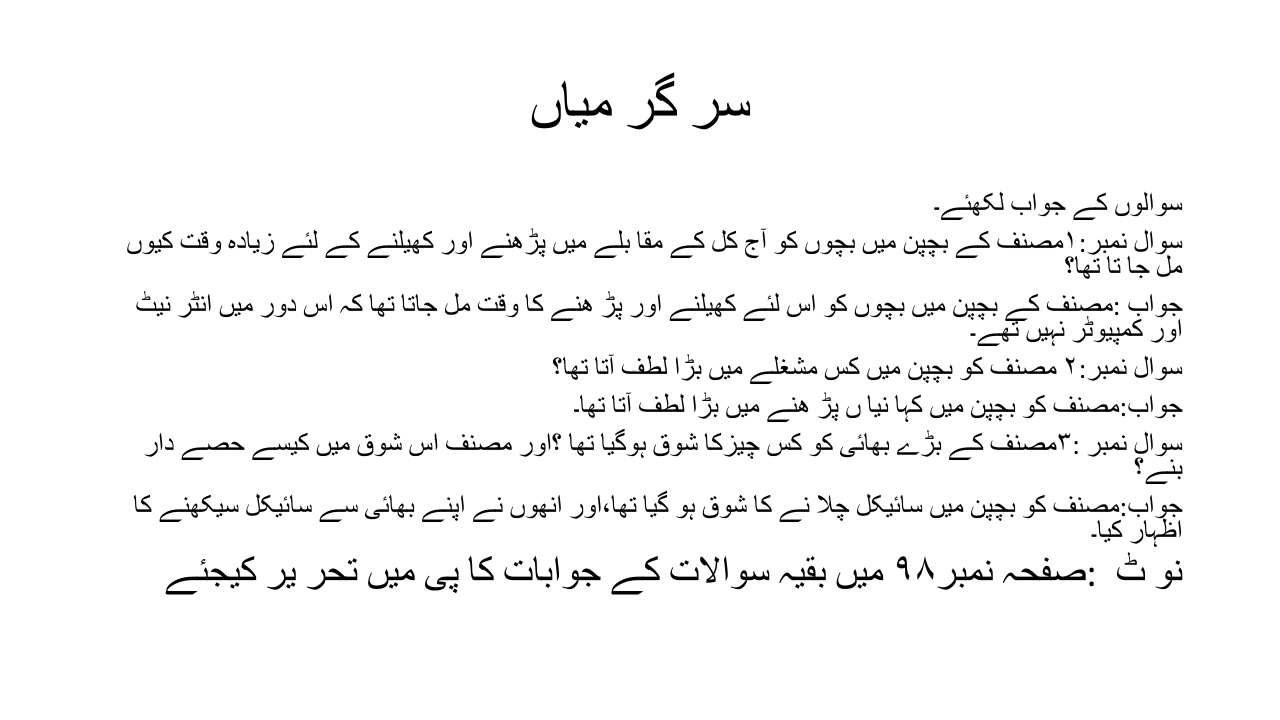 سر گر میاں
سوالوں کے جواب لکھئے۔
سوال نمبر:۱مصنف کے بچپن میں بچوں کو آج کل کے مقا بلے میں پڑھنے اور کھیلنے کے لئے زیادہ وقت کیوں
مل جا تا تھا؟
جواب :مصنف کے بچپن میں بچوں کو اس لئے کھیلنے اور پڑ ھنے کا وقت مل جاتا تھا کہ اس دور میں انٹر نیٹ
اور کمپیوٹر نہیں تھے۔
سوال نمبر:۲ مصنف کو بچپن میں کس مشغلے میں بڑا لطف آتا تھا؟
جواب:مصنف کو بچپن میں کہا نیا ں پڑ ھنے میں بڑا لطف آتا تھا۔
سوال نمبر :۳مصنف کے بڑے بھائی کو کس چیزکا شوق ہوگیا تھا ؟اور مصنف اس شوق میں کیسے حصے دار
بنے؟
جواب:مصنف کو بچپن میں سائیکل چلا نے کا شوق ہو گیا تھا،اور انھوں نے اپنے بھائی سے سائیکل سیکھنے کا
اظہار کیا۔
نو ٹ :صفحہ نمبر۹۸ میں بقیہ سوالات کے جوابات کا پی میں تحر یر کیجئے